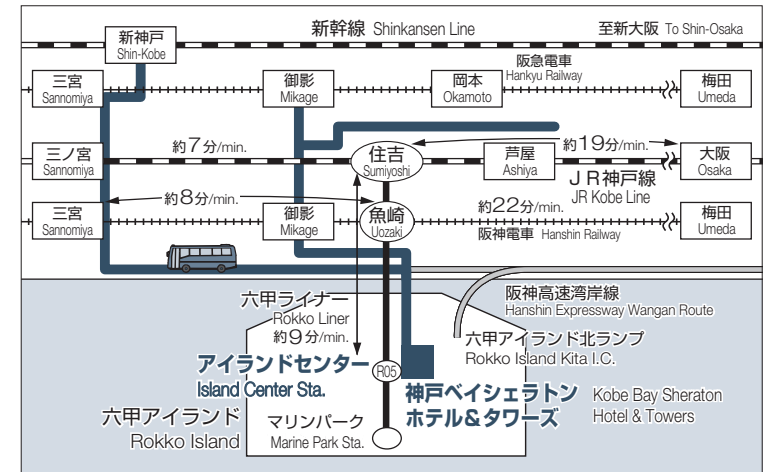 新幹線 Shinkansen Line
至新大阪 To Shin-Osaka
新神戸
Shin-Kobe
阪急電車
Hankyu Railway
三宮
Sannomiya
御影
Mikage
岡本
Okamoto
梅田
Umeda
約7分/min.
約19分/min.
三ノ宮
Sannomiya
住吉
Sumiyoshi
芦屋
Ashiya
大阪
Osaka
JR神戸線
JR Kobe Line
約8分/min.
約22分/min.
三宮
Sannomiya
御影
Mikage
魚崎
Uozaki
阪神電車 Hanshin Railway
梅田
Umeda
阪神高速湾岸線
Hanshin Expressway Wangan Route
六甲ライナー
Rokko Liner
約9分/min.
六甲アイランド北ランプ
Rokko Island Kita I.C.
アイランドセンター
Island Center Sta.
R05
神戸ベイシェラトン
ホテル&タワーズ
Kobe Bay Sheraton
Hotel & Towers
六甲アイランド
Rokko Island
マリンパーク
Marine Park Sta.